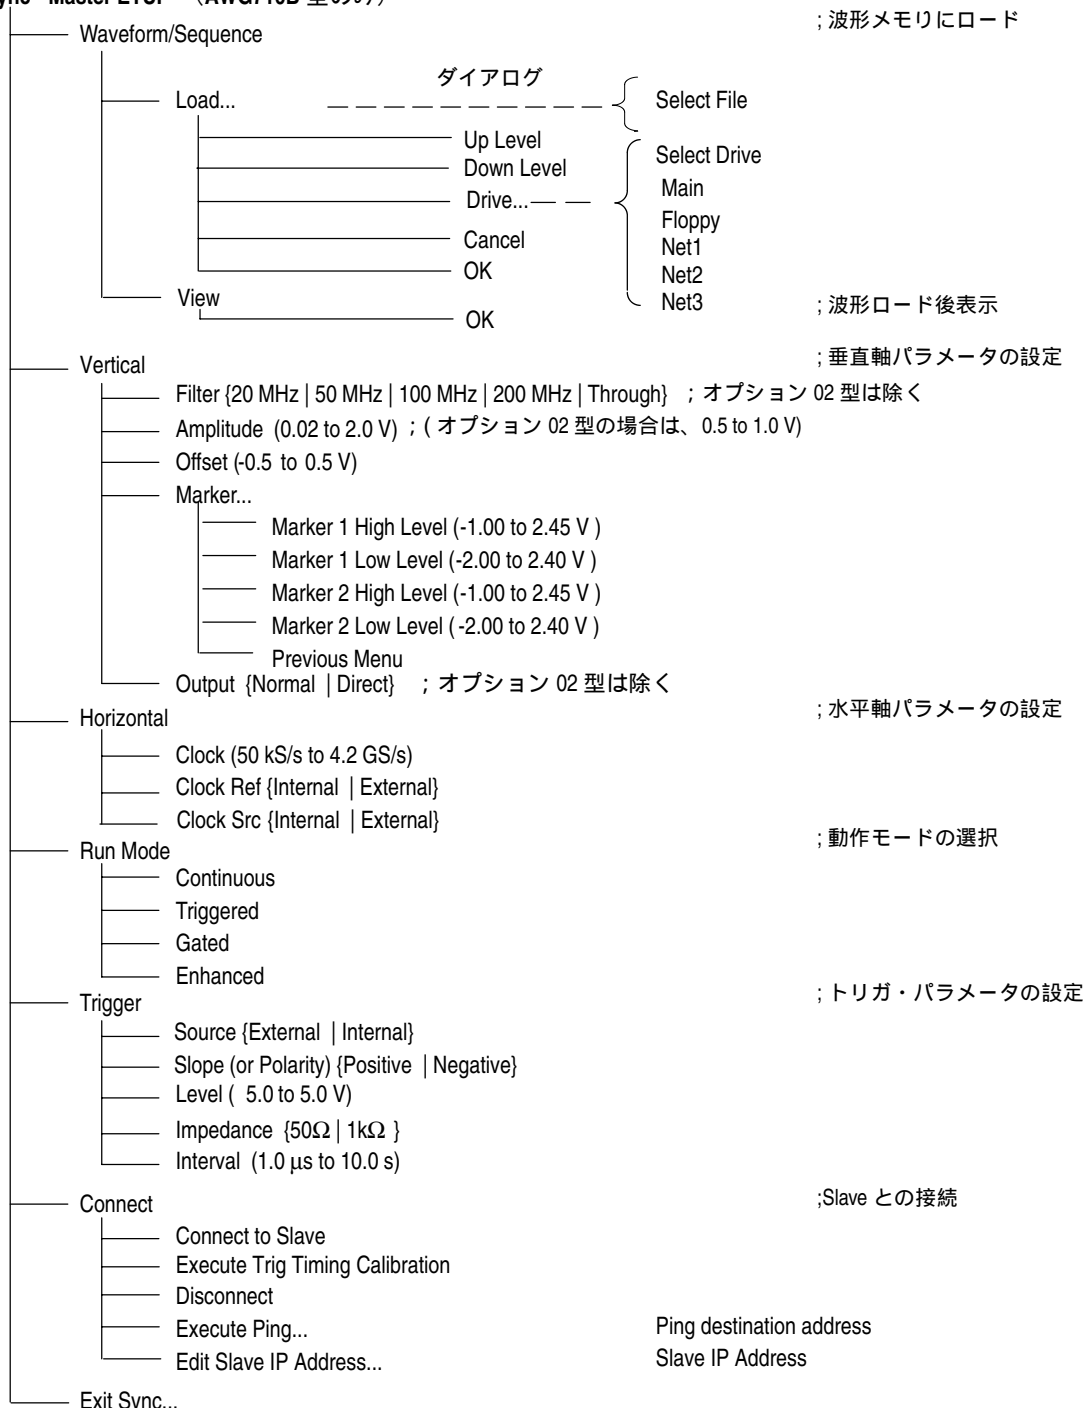 ; 波形メモリにロード
Waveform/Sequence
ダイアログ
Load... Select File
Up Level
Select Drive
Down Level
Main
Drive...
Floppy
Cancel
Net1
OK
Net2
View
Net3
; 波形ロード後表示
OK
; 垂直軸パラメータの設定
Vertical
Filter {20 MHz | 50 MHz | 100 MHz | 200 MHz | Through} ; オプション 02 型は除く
Amplitude (0.02 to 2.0 V) ; ( オプション 02 型の場合は、0.5 to 1.0 V)
Offset (-0.5 to 0.5 V)
Marker...
Marker 1 High Level (-1.00 to 2.45 V )
Marker 1 Low Level (-2.00 to 2.40 V )
Marker 2 High Level (-1.00 to 2.45 V )
Marker 2 Low Level ( -2.00 to 2.40 V )
Previous Menu
Output {Normal | Direct} ; オプション 02 型は除く
; 水平軸パラメータの設定
Horizontal
Clock (50 kS/s to 4.2 GS/s)
Clock Ref {Internal | External}
Clock Src {Internal | External}
; 動作モードの選択
Run Mode
Continuous
Triggered
Gated
Enhanced
; トリガ・パラメータの設定
Trigger
Source {External | Internal}
Slope (or Polarity) {Positive | Negative}
Level ( 5.0 to 5.0 V)
Impedance {50Ω | 1kΩ }
Interval (1.0 μs to 10.0 s)
;Slave との接続
Connect
Connect to Slave
Execute Trig Timing Calibration
Disconnect
Execute Ping... Ping destination address
Edit Slave IP Address... Slave IP Address
Exit Sync...